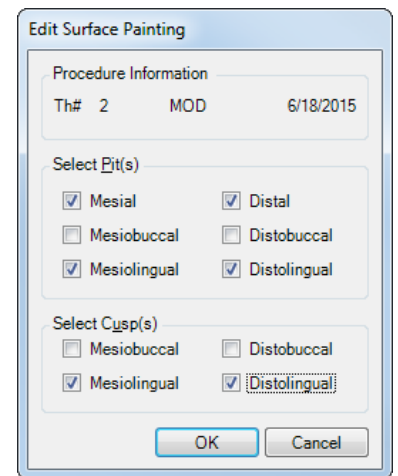 Edit Surface Painting
Procedure Information
Th# 2 MOD 6/18/2015
Select Pit(s)
Mesial Distal
Mesiobuccal Distobuccal
Mesiolingual Distolingual
Select Cusp(s)
Mesiobuccal Distobuccal
Mesiolingual Distolingual
OK Cancel